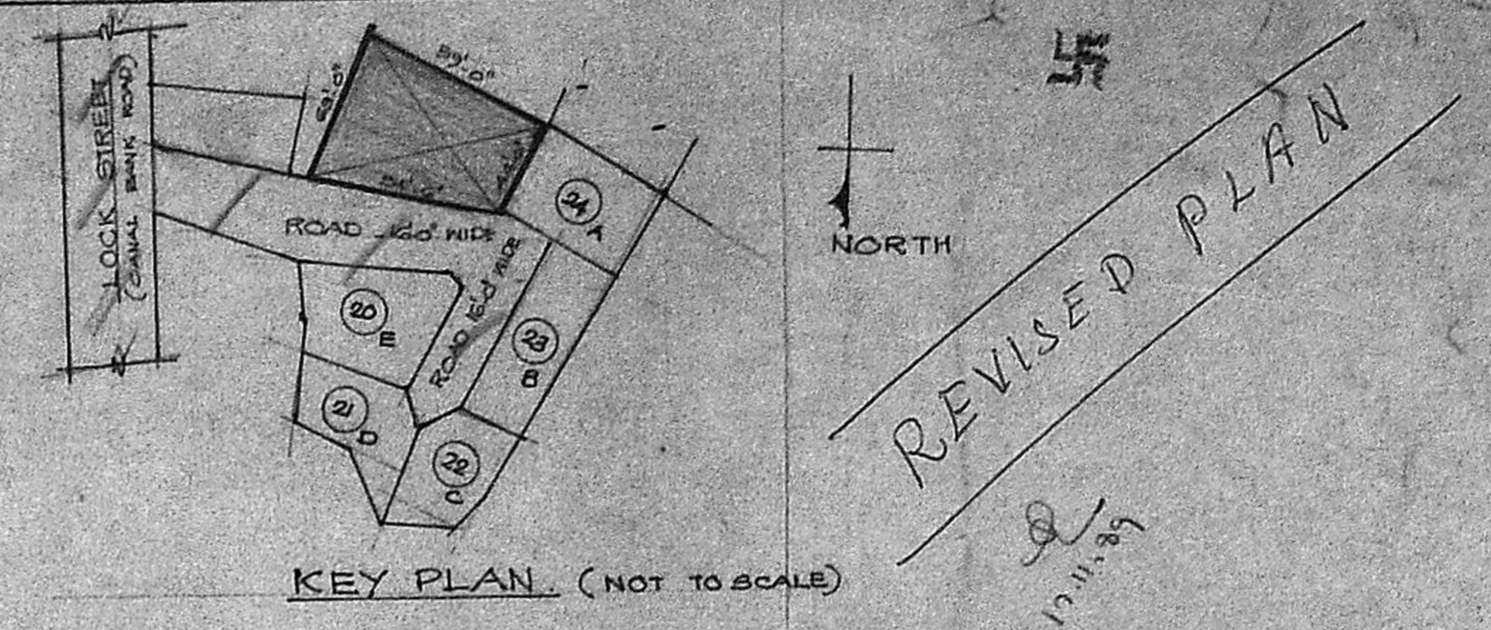 LOCK STREET
(CANAL BANK ROAD)
59'-0"
24
A
ROAD 16'0" WIDE
ROAD 16'0" WIDE
20
E
23
B
21
D
22
C
NORTH
REVISED PLAN
17.11.89
KEY PLAN. (NOT TO SCALE)